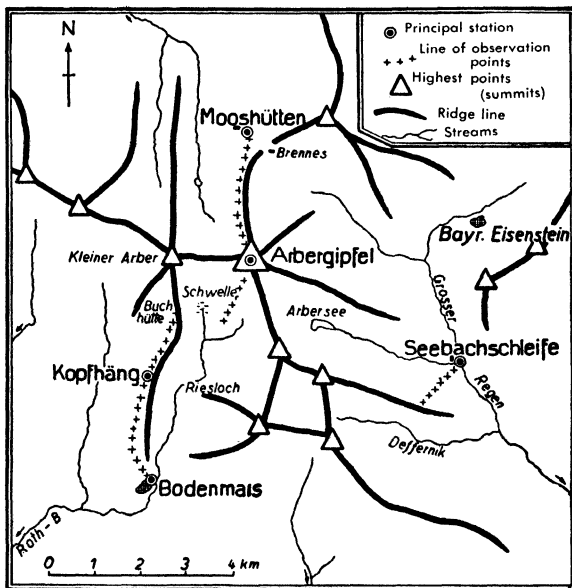 N
Principal station
Line of observation
points
Highest points
(summits)
Ridge line
Streams
Mooshütten
Brennes
Bayr. Eisenstein
Kleiner Arber
Arbergipfel
Schwelle
Buch
hütte
Arbersee
Grosser
Seebachschleife
Kopfhäng
Riesloch
Regen
Deffernik
Bodenmais
Roth-B
0 1 2 3 4 km